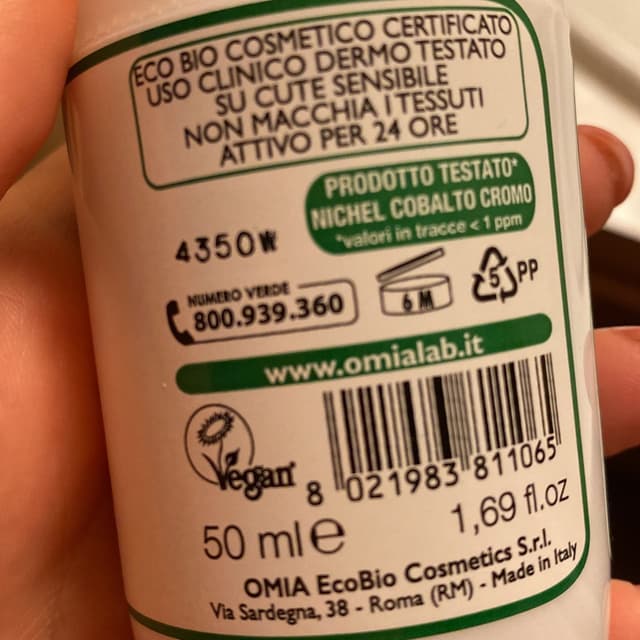 ECO BIO COSMETICO CERTIFICATO
USO CLINICO DERMO TESTATO
SU CUTE SENSIBILE
NON MACCHIA I TESSUTI
ATTIVO PER 24 ORE
PRODOTTO TESTATO*
NICHEL COBALTO CROMO
*valori in tracce < 1 ppm
4350W
NUMERO VERDE
800.939.360
6 M
5 PP
www.omialab.it
Vegan
8 021983 811065
50 ml e
1,69 fl.oz
OMIA EcoBio Cosmetics S.r.l.
Via Sardegna, 38 - Roma (RM) - Made in Italy